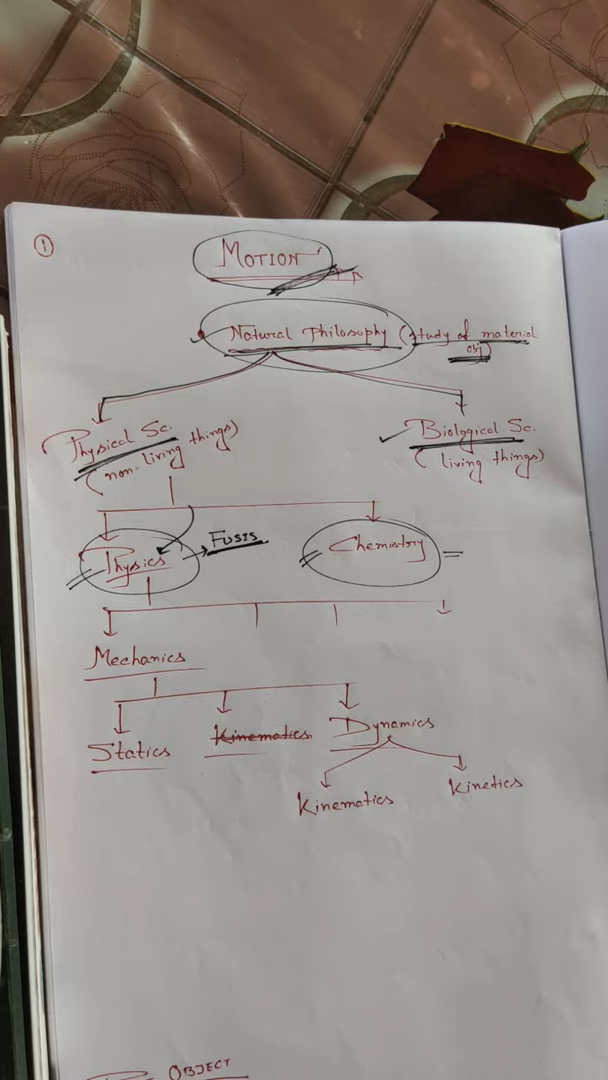 1
MOTION
Natural Philosophy (study of material
obj)
Physical Sc.
(non-living things)
Biological Sc.
(living things)
Physics
Fusis
Chemistry
Mechanics
Statics
Kinematics
Dynamics
Kinematics
Kinetics
OBJECT